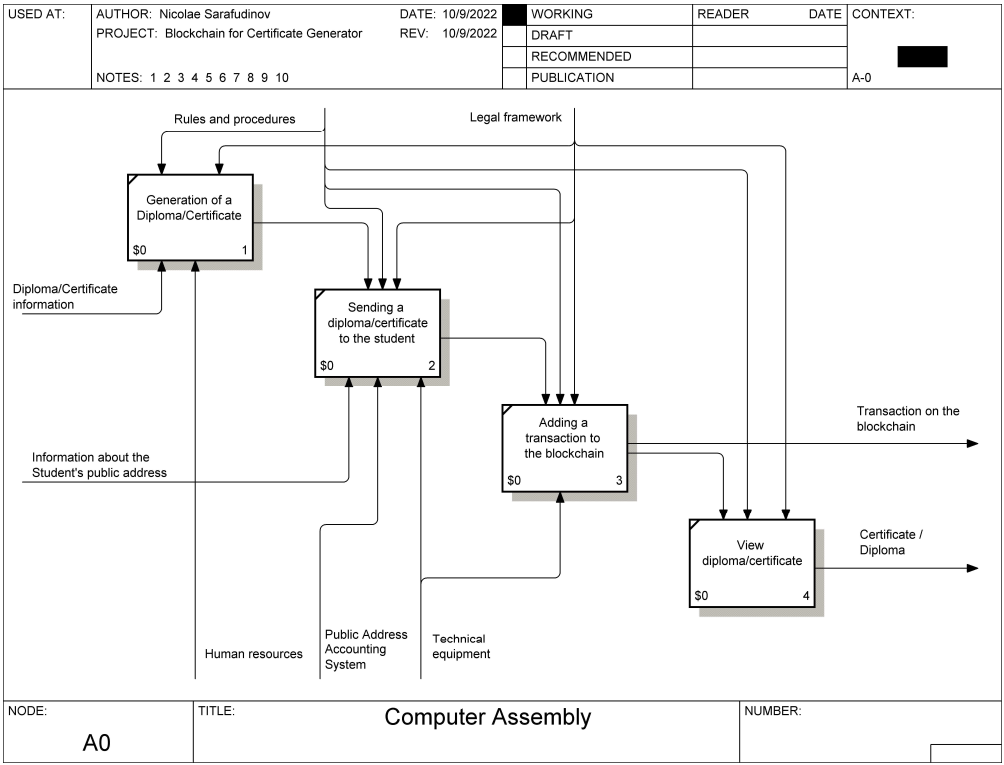 USED AT:
AUTHOR: Nicolae Sarafudinov
DATE: 10/9/2022
PROJECT: Blockchain for Certificate Generator
REV: 10/9/2022
NOTES: 1 2 3 4 5 6 7 8 9 10
WORKING
DRAFT
RECOMMENDED
PUBLICATION
READER DATE
CONTEXT:
A-0
Rules and procedures
Legal framework
Generation of a
Diploma/Certificate
$0 1
Diploma/Certificate
information
Sending a
diploma/certificate
to the student
$0 2
Adding a
transaction to
the blockchain
$0 3
Transaction on the
blockchain
Information about the
Student's public address
View
diploma/certificate
$0 4
Certificate /
Diploma
Human resources
Public Address
Accounting
System
Technical
equipment
NODE:
A0
TITLE:
Computer Assembly
NUMBER: